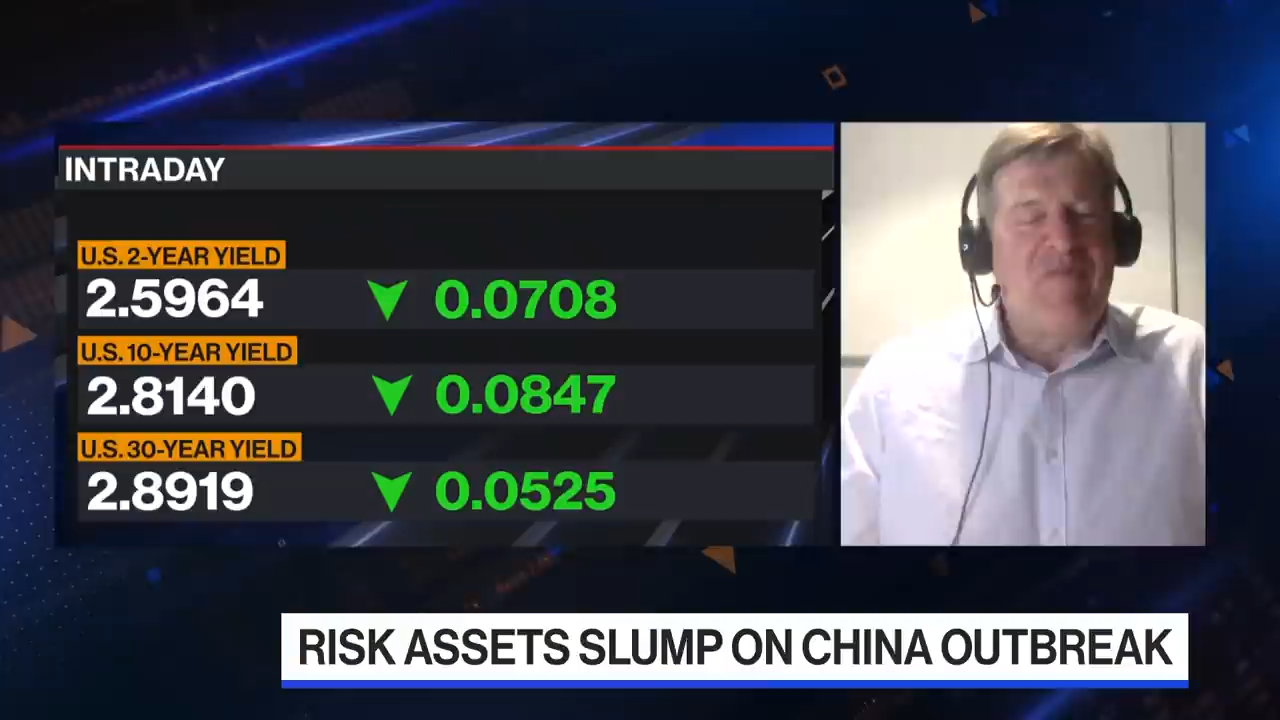 INTRADAY
U.S. 2-YEAR YIELD
2.5964 0.0708
U.S. 10-YEAR YIELD
2.8140 0.0847
U.S. 30-YEAR YIELD
2.8919 0.0525
RISK ASSETS SLUMP ON CHINA OUTBREAK